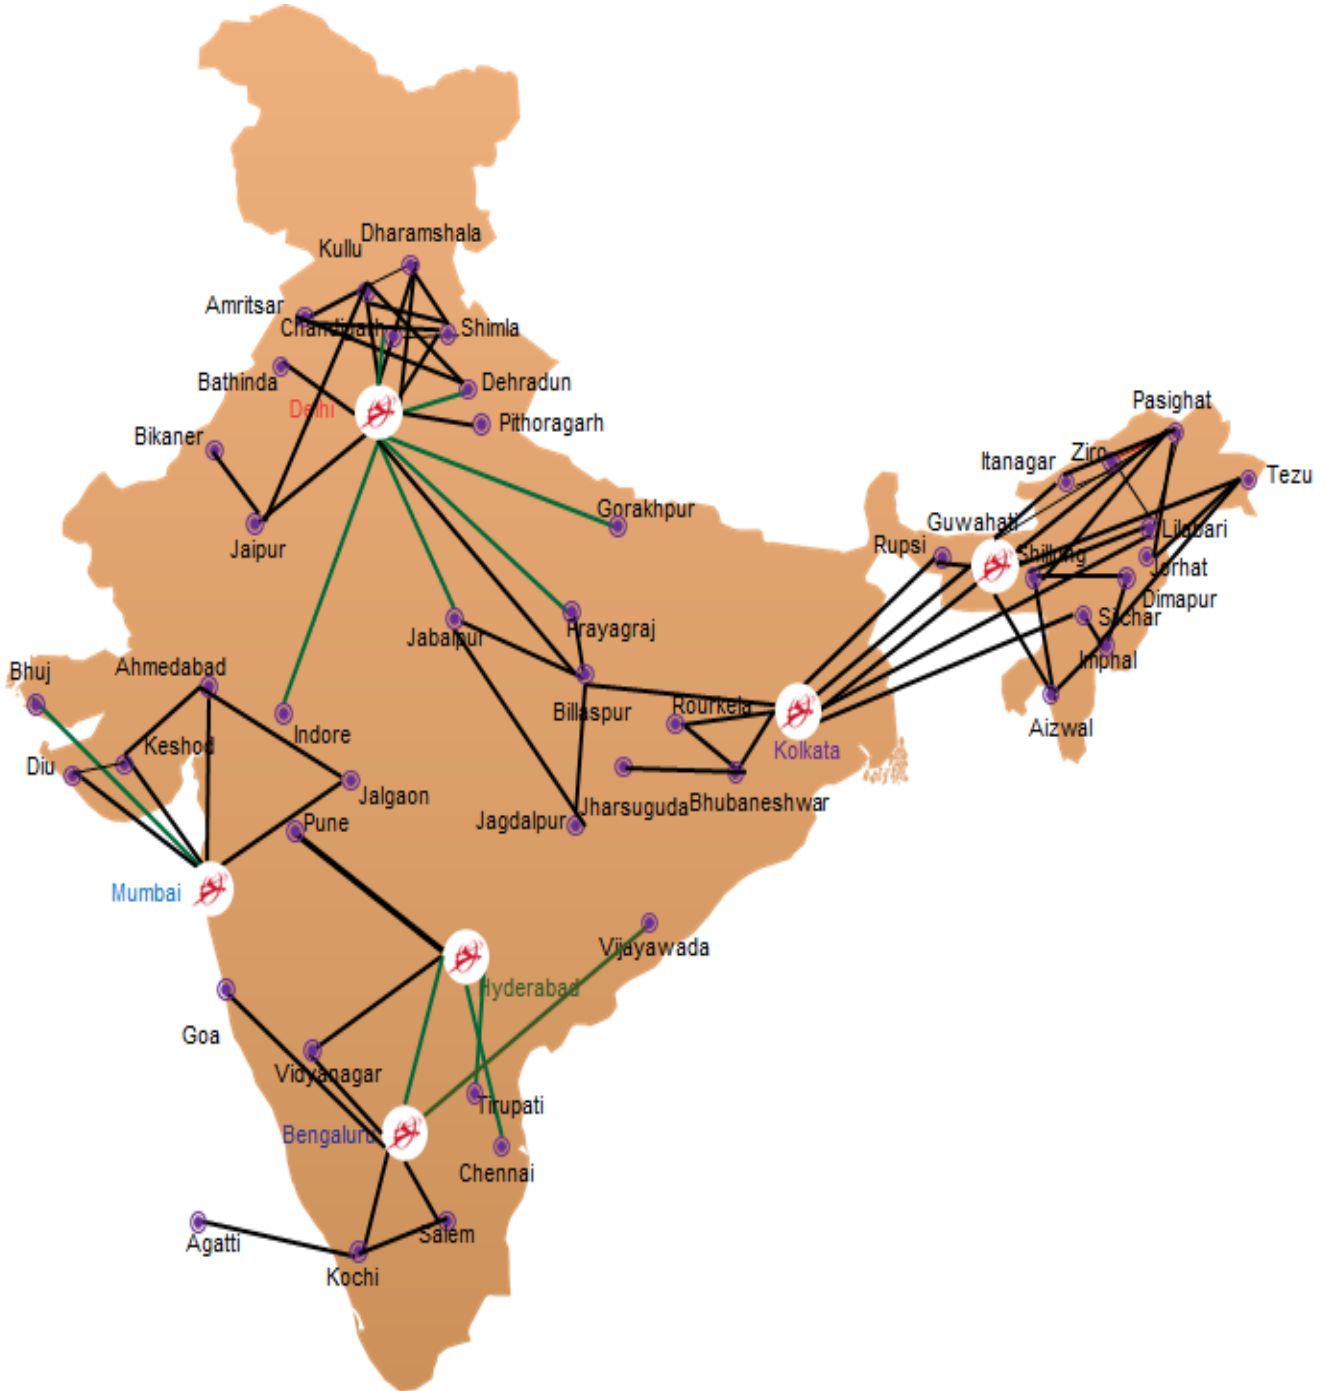 Dharamshala
Kullu
Amritsar
Chandigarh
Shimla
Bathinda
Dehradun
Delhi
Pithoragarh
Bikaner
Jaipur
Gorakhpur
Pasighat
Ziro
Itanagar
Tezu
Guwahati
Lilabari
Rupsi
Shillong
Jorhat
Dimapur
Silchar
Imphal
Aizwal
Jabalpur
Prayagraj
Bhuj
Ahmedabad
Billaspur
Rourkela
Indore
Keshod
Kolkata
Diu
Jalgaon
Jharsuguda
Bhubaneshwar
Jagdalpur
Pune
Mumbai
Vijayawada
Hyderabad
Goa
Vidyanagar
Tirupati
Bengaluru
Chennai
Salem
Agatti
Kochi